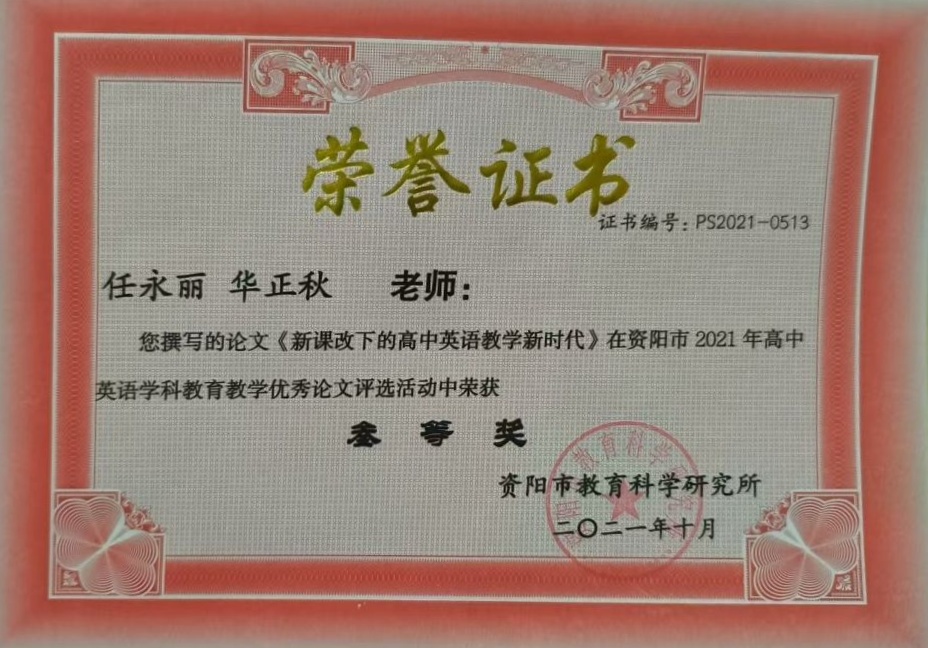 荣誉证书
证书编号：PS2021-0513
任永丽 华正秋 老师：
您撰写的论文《新课改下的高中英语教学新时代》在资阳市2021年高中
英语学科教育教学优秀论文评选活动中荣获
叁等奖
资阳市教育科学研究所
二〇二一年十月